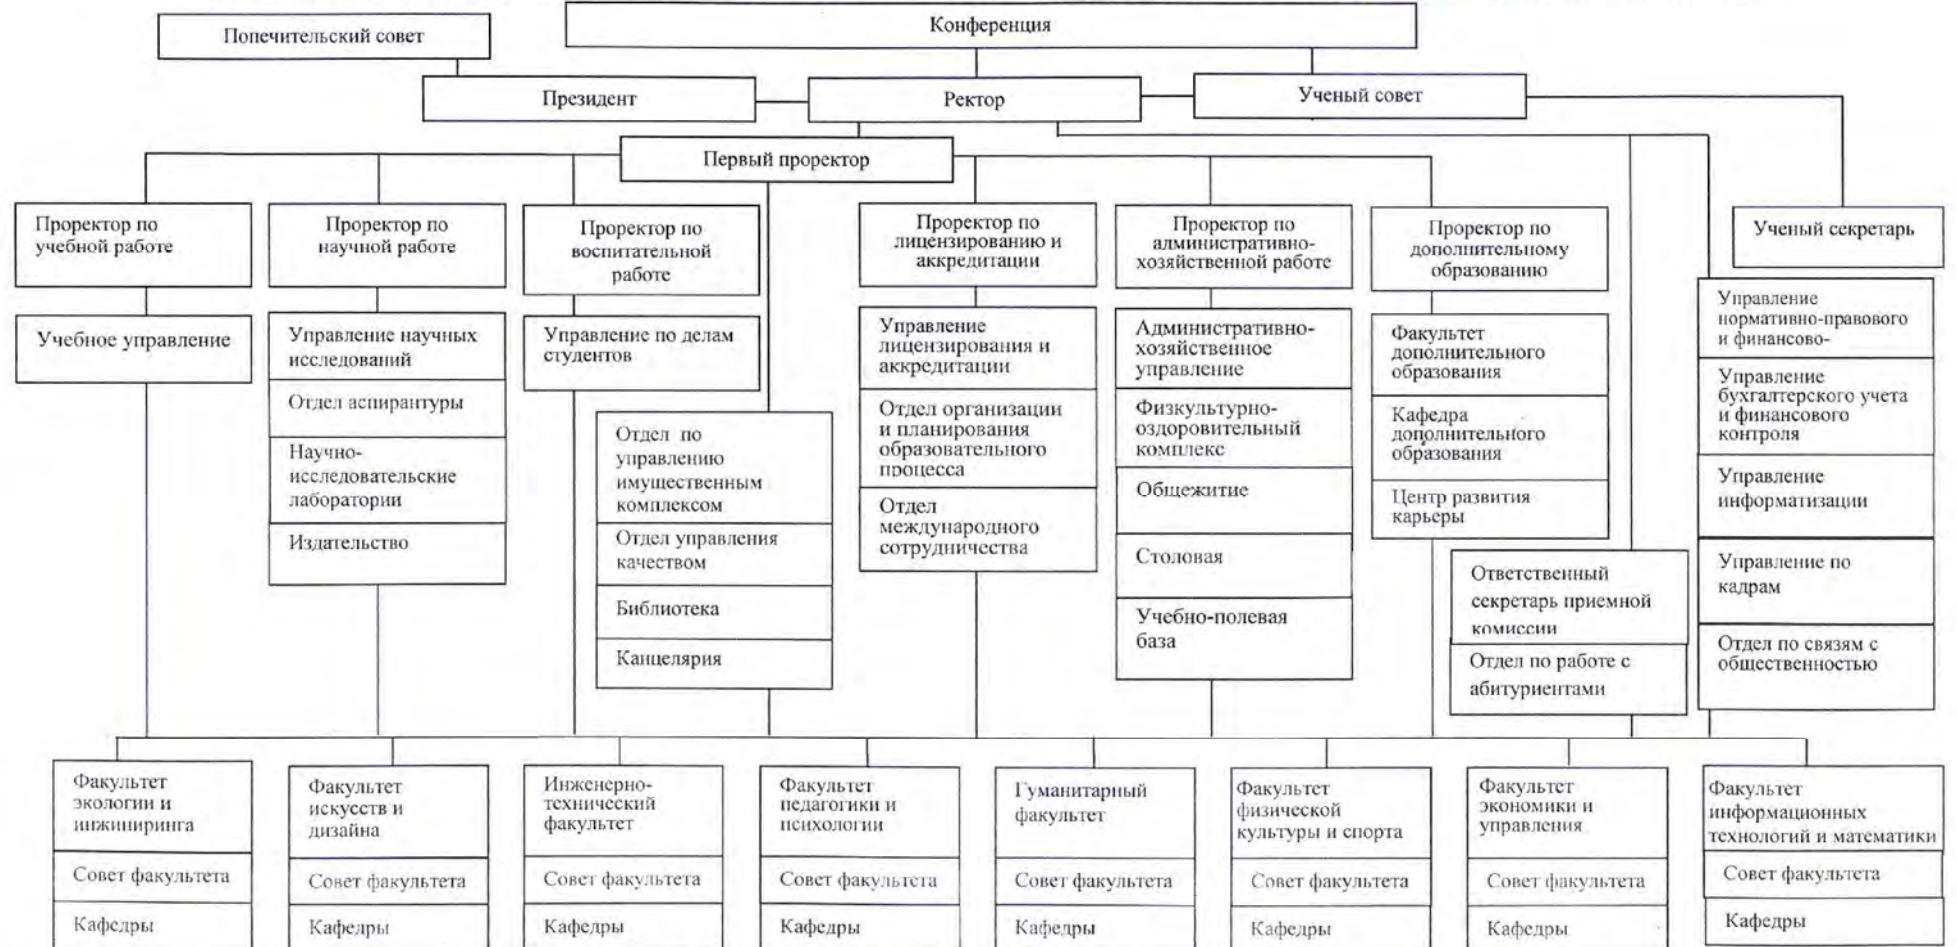 Попечительский совет
Конференция
Президент
Ректор
Ученый совет
Первый проректор
Проректор по
учебной работе
Проректор по
научной работе
Проректор по
воспитательной
работе
Проректор по
лицензированию и
аккредитации
Проректор по
административно-
хозяйственной работе
Проректор по
дополнительному
образованию
Ученый секретарь
Учебное управление
Управление научных
исследований
Отдел аспирантуры
Научно-
исследовательские
лаборатории
Издательство
Управление по делам
студентов
Отдел по
управлению
имущественным
комплексом
Отдел управления
качеством
Библиотека
Канцелярия
Управление
лицензирования и
аккредитации
Отдел организации
и планирования
образовательного
процесса
Отдел
международного
сотрудничества
Административно-
хозяйственное
управление
Физкультурно-
оздоровительный
комплекс
Общежитие
Столовая
Учебно-полевая
база
Факультет
дополнительного
образования
Кафедра
дополнительного
образования
Центр развития
карьеры
Ответственный
секретарь приемной
комиссии
Отдел по работе с
абитуриентами
Управление
нормативно-правового
и финансово-
Управление
бухгалтерского учета
и финансового
контроля
Управление
информатизации
Управление по
кадрам
Отдел по связям с
общественностью
Факультет
экологии и
инжиниринга
Совет факультета
Кафедры
Факультет
искусств и
дизайна
Совет факультета
Кафедры
Инженерно-
технический
факультет
Совет факультета
Кафедры
Факультет
педагогики и
психологии
Совет факультета
Кафедры
Гуманитарный
факультет
Совет факультета
Кафедры
Факультет
физической
культуры и спорта
Совет факультета
Кафедры
Факультет
экономики и
управления
Совет факультета
Кафедры
Факультет
информационных
технологий и математики
Совет факультета
Кафедры